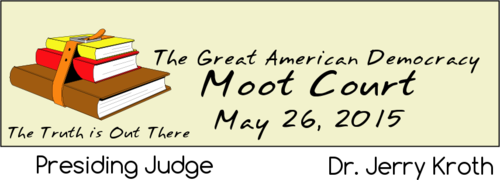 The Great American Democracy
Moot Court
May 26, 2015
The Truth is Out There
Presiding Judge Dr. Jerry Kroth